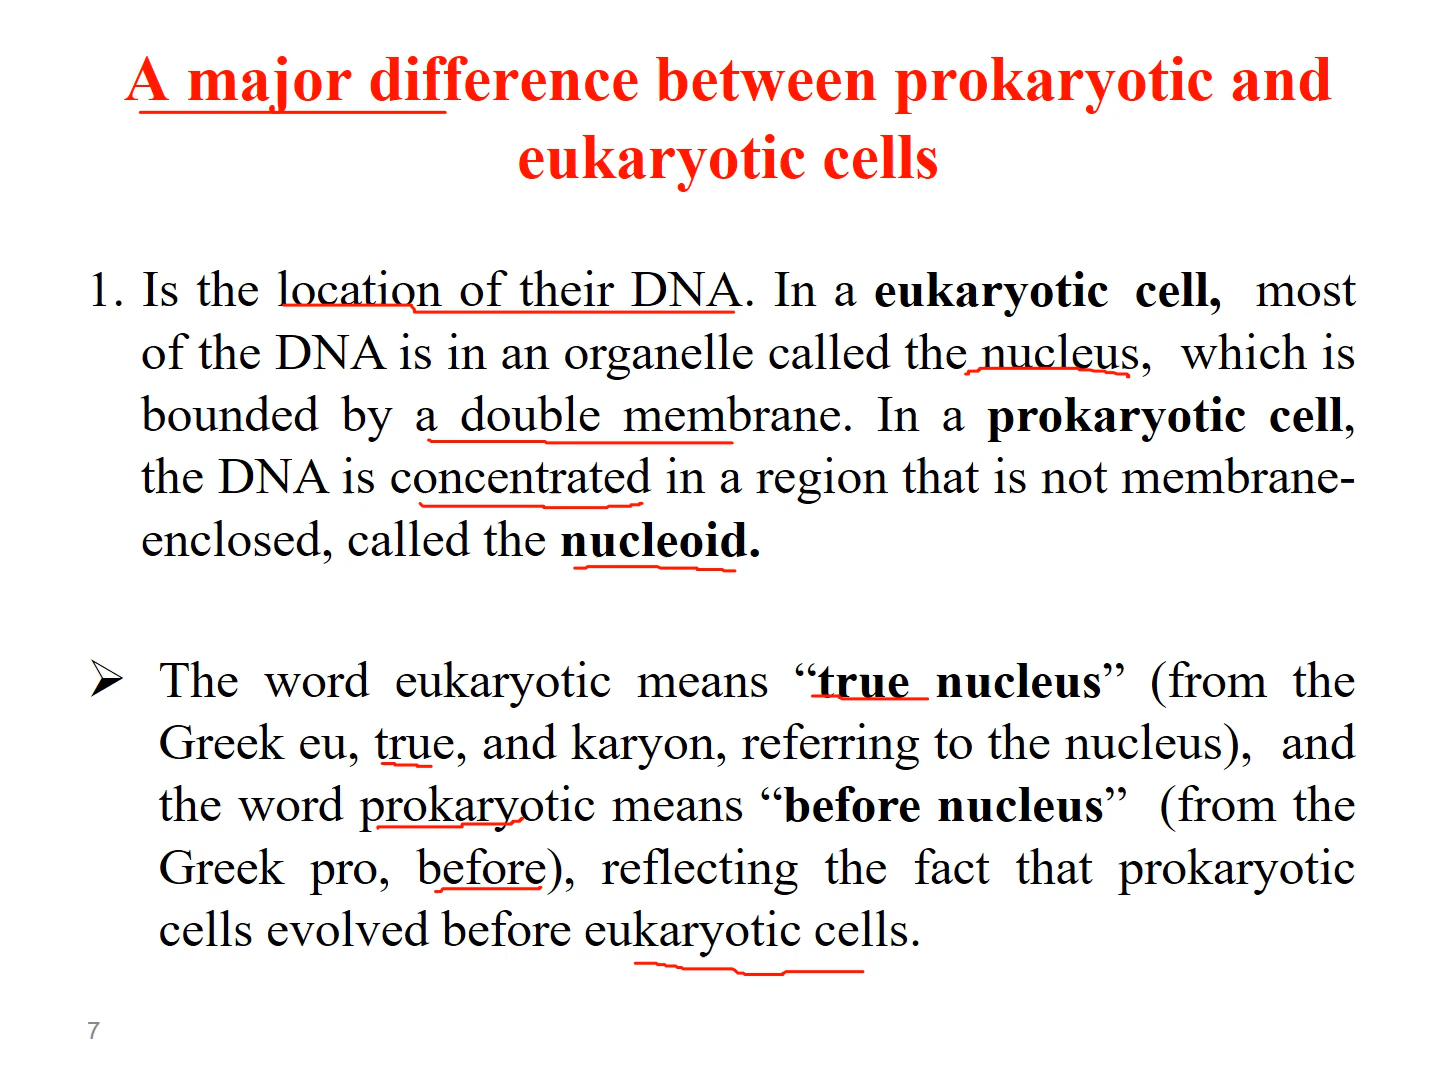 A major difference between prokaryotic and
eukaryotic cells
1. Is the location of their DNA. In a eukaryotic cell, most
of the DNA is in an organelle called the nucleus, which is
bounded by a double membrane. In a prokaryotic cell,
the DNA is concentrated in a region that is not membrane-
enclosed, called the nucleoid.
➢ The word eukaryotic means “true nucleus” (from the
Greek eu, true, and karyon, referring to the nucleus), and
the word prokaryotic means “before nucleus” (from the
Greek pro, before), reflecting the fact that prokaryotic
cells evolved before eukaryotic cells.
7